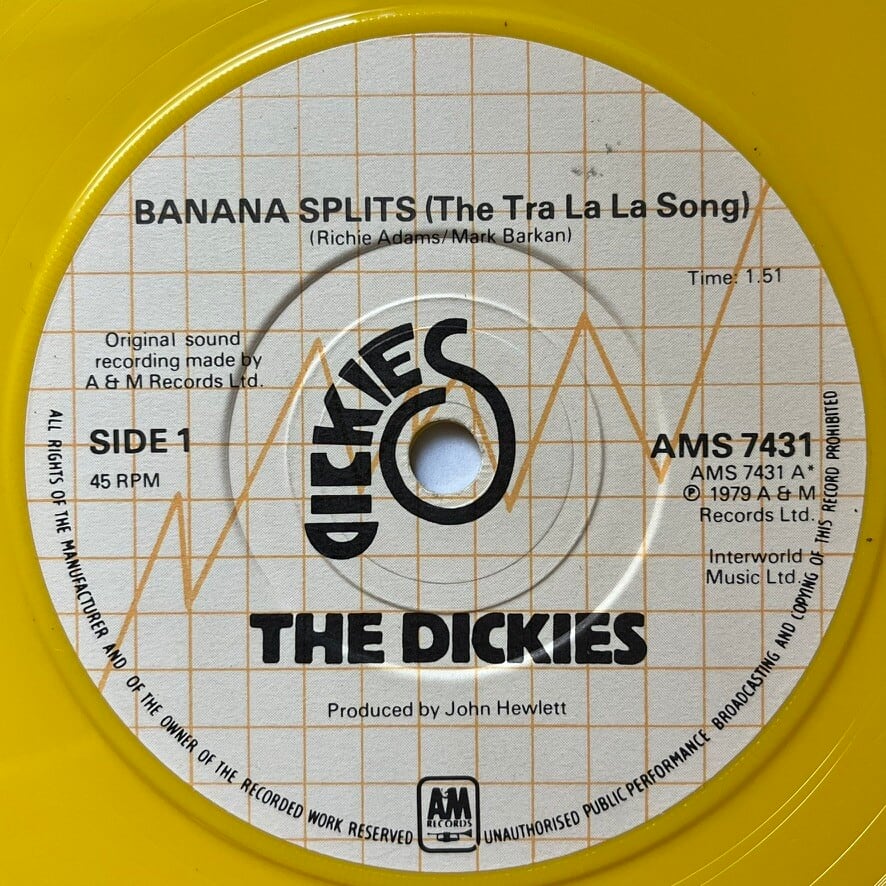 BANANA SPLITS (The Tra La La Song)
(Richie Adams/Mark Barkan)
Time: 1.51
Original sound
recording made by
A & M Records Ltd.
SIDE 1
45 RPM
DICKIES
AMS 7431
AMS 7431 A*
℗ 1979 A & M
Records Ltd.
Interworld
Music Ltd.
THE DICKIES
Produced by John Hewlett
ALL RIGHTS OF THE MANUFACTURER AND OF THE OWNER OF THE RECORDED WORK RESERVED
A&M
RECORDS
UNAUTHORISED PUBLIC PERFORMANCE BROADCASTING AND COPYING OF THIS RECORD PROHIBITED